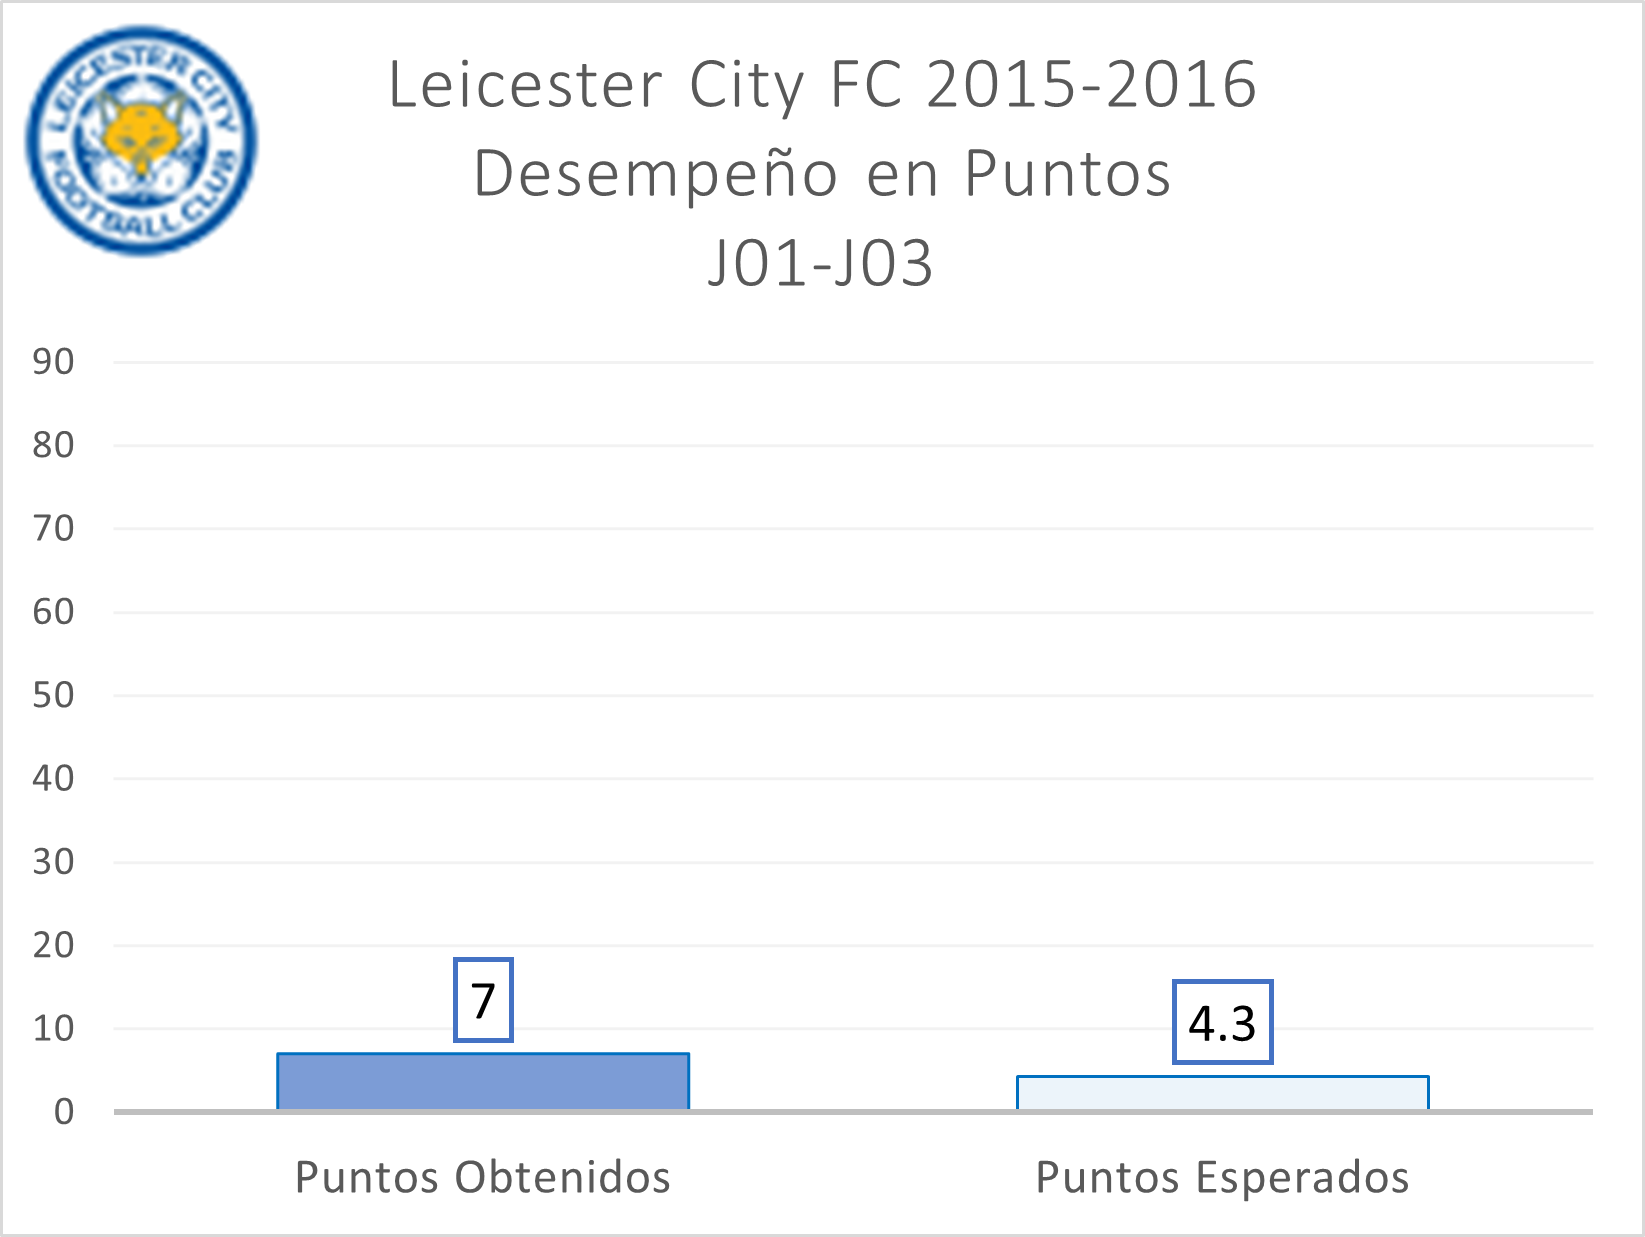 LEICESTER CITY
FOOTBALL CLUB
Leicester City FC 2015-2016
Desempeño en Puntos
J01-J03
90
80
70
60
50
40
30
20
10
0
7
4.3
Puntos Obtenidos
Puntos Esperados